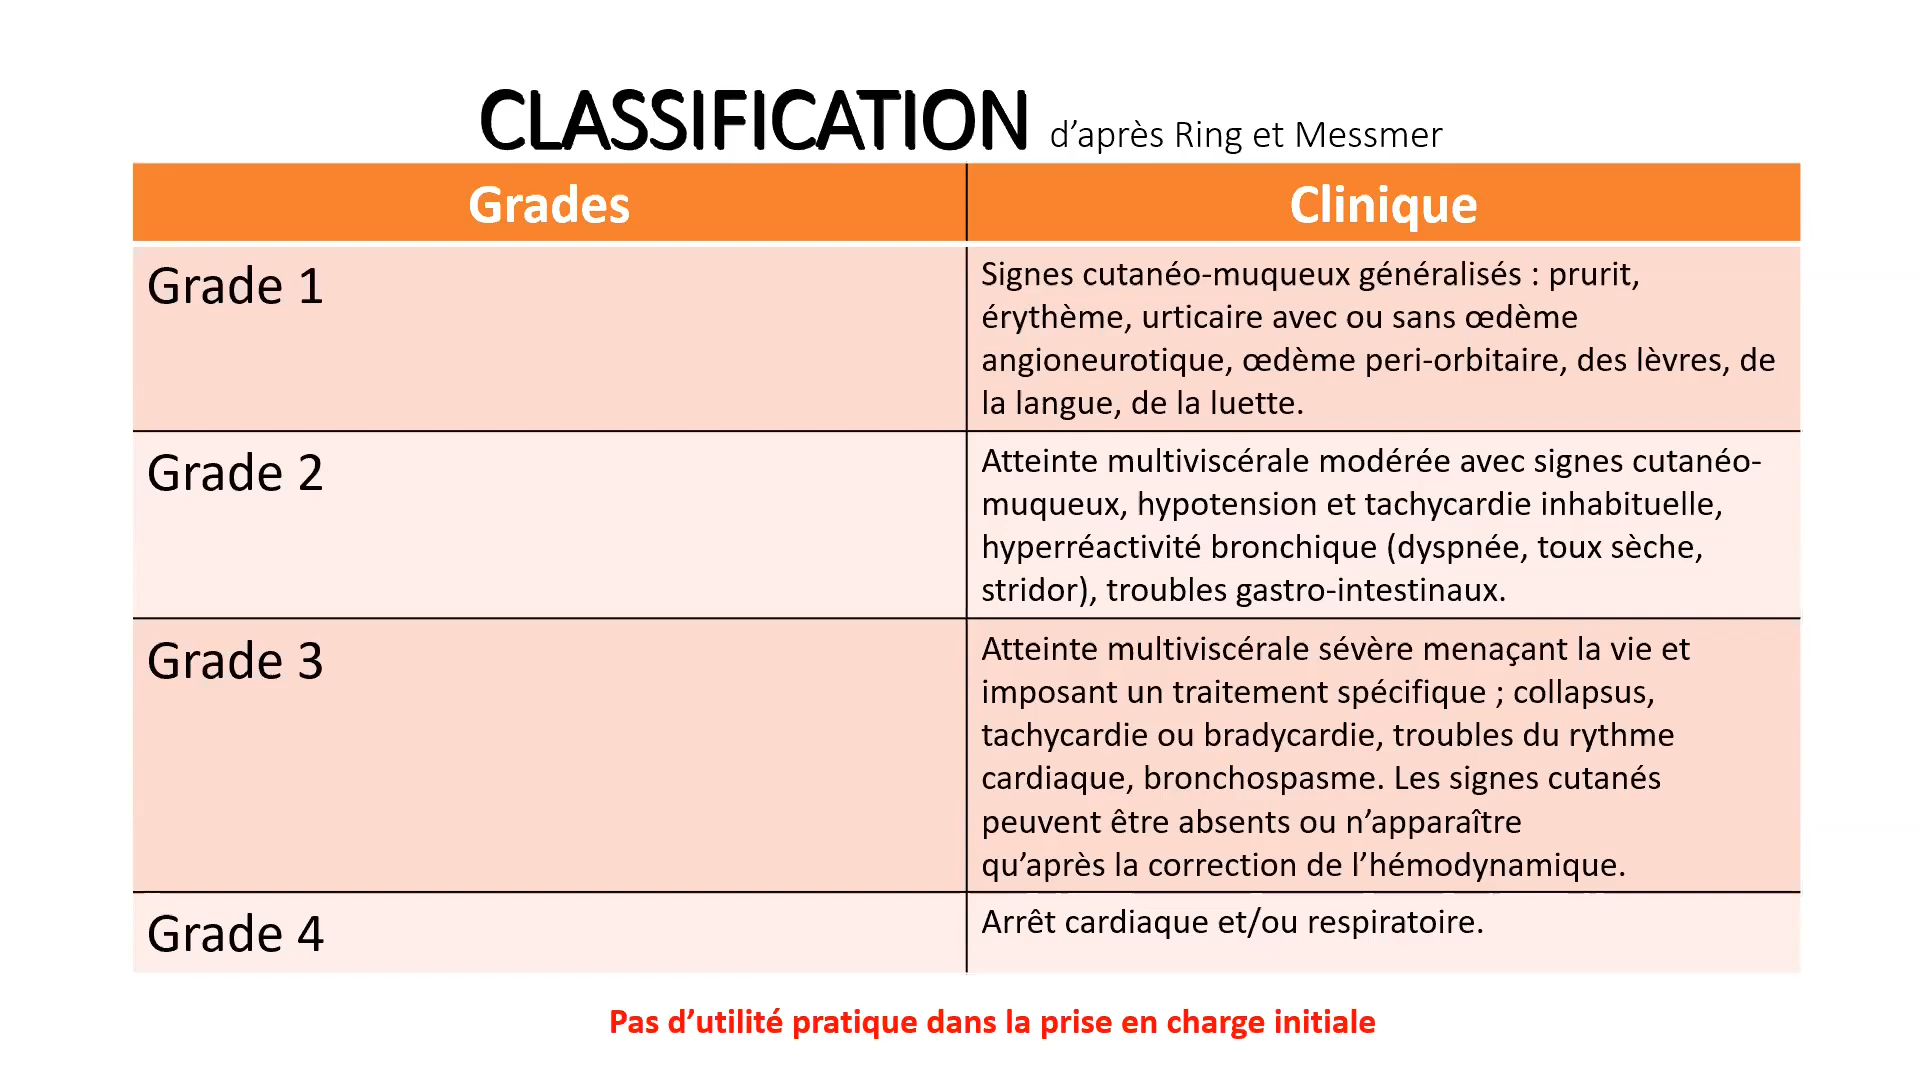 CLASSIFICATION d’après Ring et Messmer
Grades
Clinique
Grade 1
Signes cutanéo-muqueux généralisés : prurit,
érythème, urticaire avec ou sans œdème
angioneurotique, œdème peri-orbitaire, des lèvres, de
la langue, de la luette.
Grade 2
Atteinte multiviscérale modérée avec signes cutanéo-
muqueux, hypotension et tachycardie inhabituelle,
hyperréactivité bronchique (dyspnée, toux sèche,
stridor), troubles gastro-intestinaux.
Grade 3
Atteinte multiviscérale sévère menaçant la vie et
imposant un traitement spécifique ; collapsus,
tachycardie ou bradycardie, troubles du rythme
cardiaque, bronchospasme. Les signes cutanés
peuvent être absents ou n’apparaître
qu’après la correction de l’hémodynamique.
Grade 4
Arrêt cardiaque et/ou respiratoire.
Pas d’utilité pratique dans la prise en charge initiale